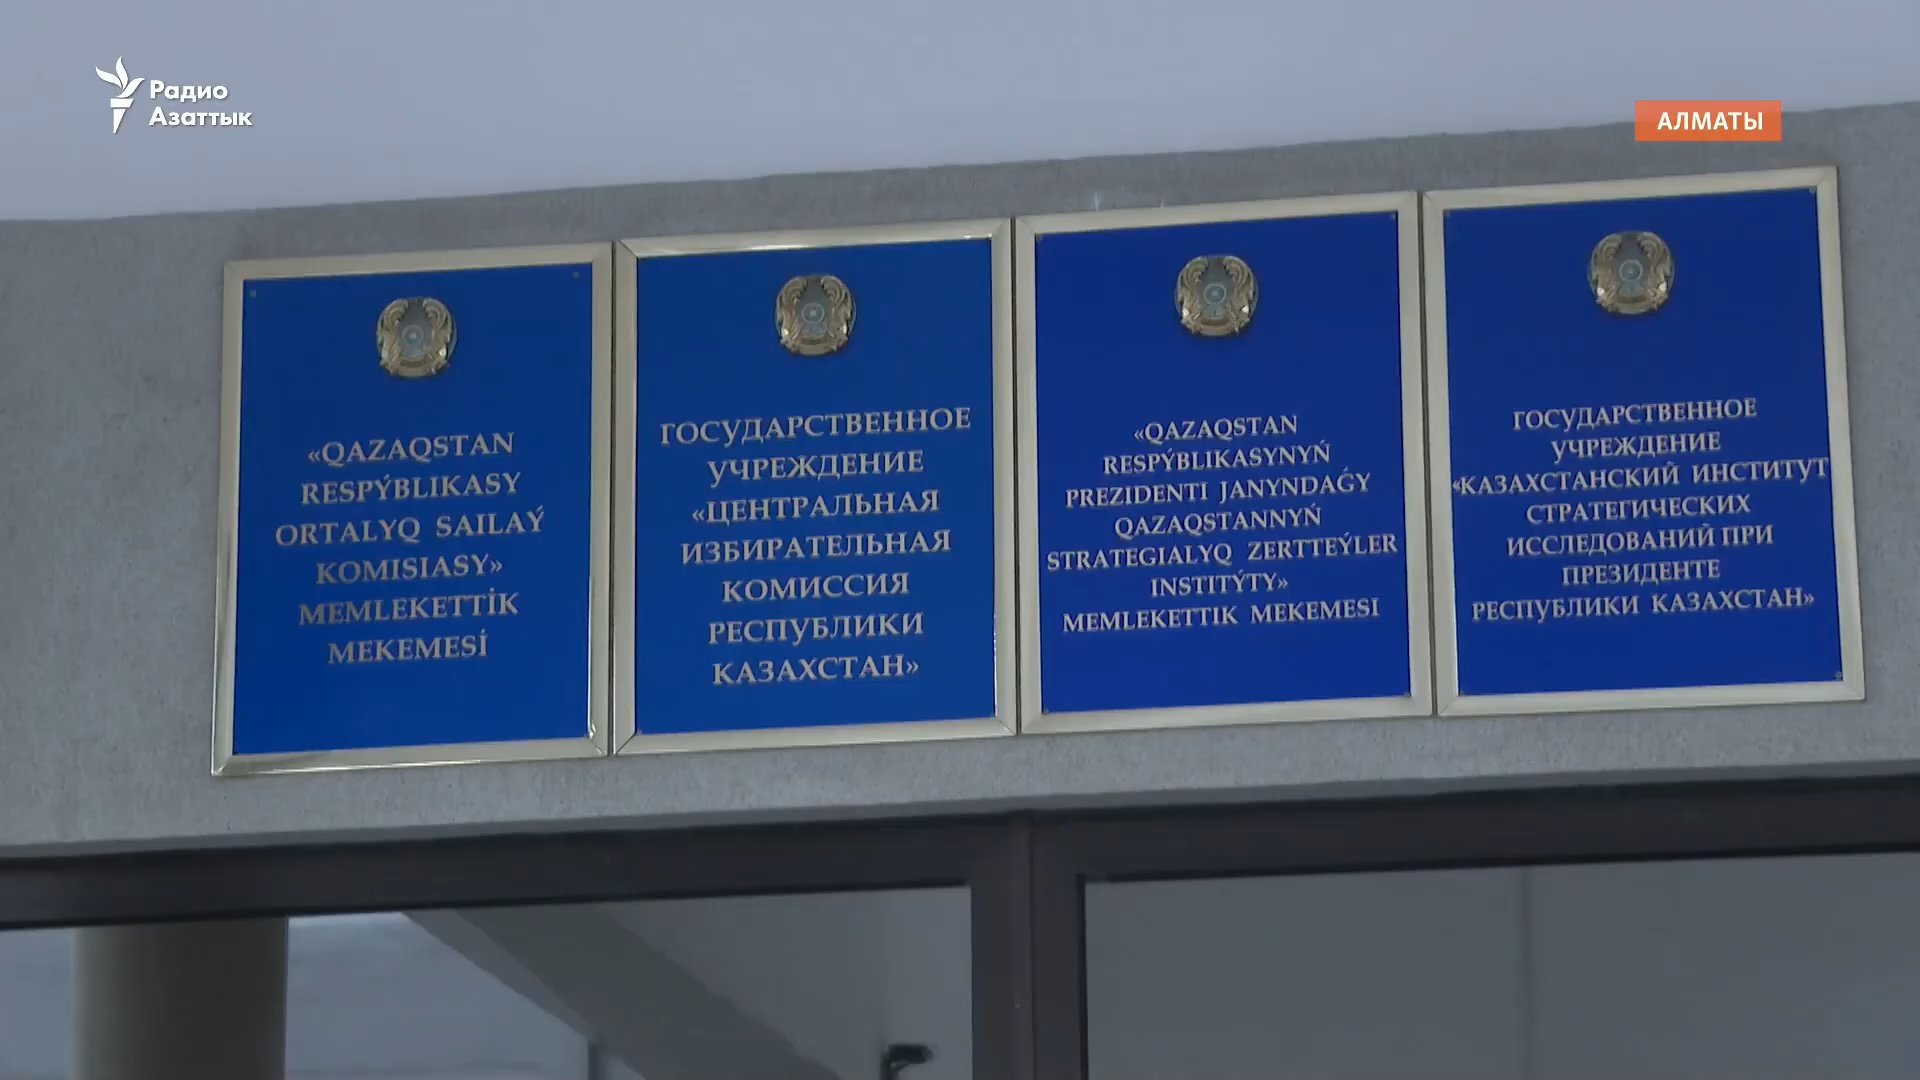 Радио
Азаттык
АЛМАТЫ
«QAZAQSTAN
RESPÝBLIKASY
ORTALYQ SAILAÝ
KOMISIASY»
MEMLEKETTİK
MEKEMESİ
ГОСУДАРСТВЕННОЕ
УЧРЕЖДЕНИЕ
«ЦЕНТРАЛЬНАЯ
ИЗБИРАТЕЛЬНАЯ
КОМИССИЯ
РЕСПУБЛИКИ
КАЗАХСТАН»
«QAZAQSTAN
RESPÝBLIKASYNYŃ
PREZIDENTI JANYNDAǴY
QAZAQSTANNYŃ
STRATEGIALYQ ZERTTEÝLER
INSTITÝTY»
MEMLEKETTIK MEKEMESI
ГОСУДАРСТВЕННОЕ
УЧРЕЖДЕНИЕ
«КАЗАХСТАНСКИЙ ИНСТИТУТ
СТРАТЕГИЧЕСКИХ
ИССЛЕДОВАНИЙ ПРИ
ПРЕЗИДЕНТЕ
РЕСПУБЛИКИ КАЗАХСТАН»